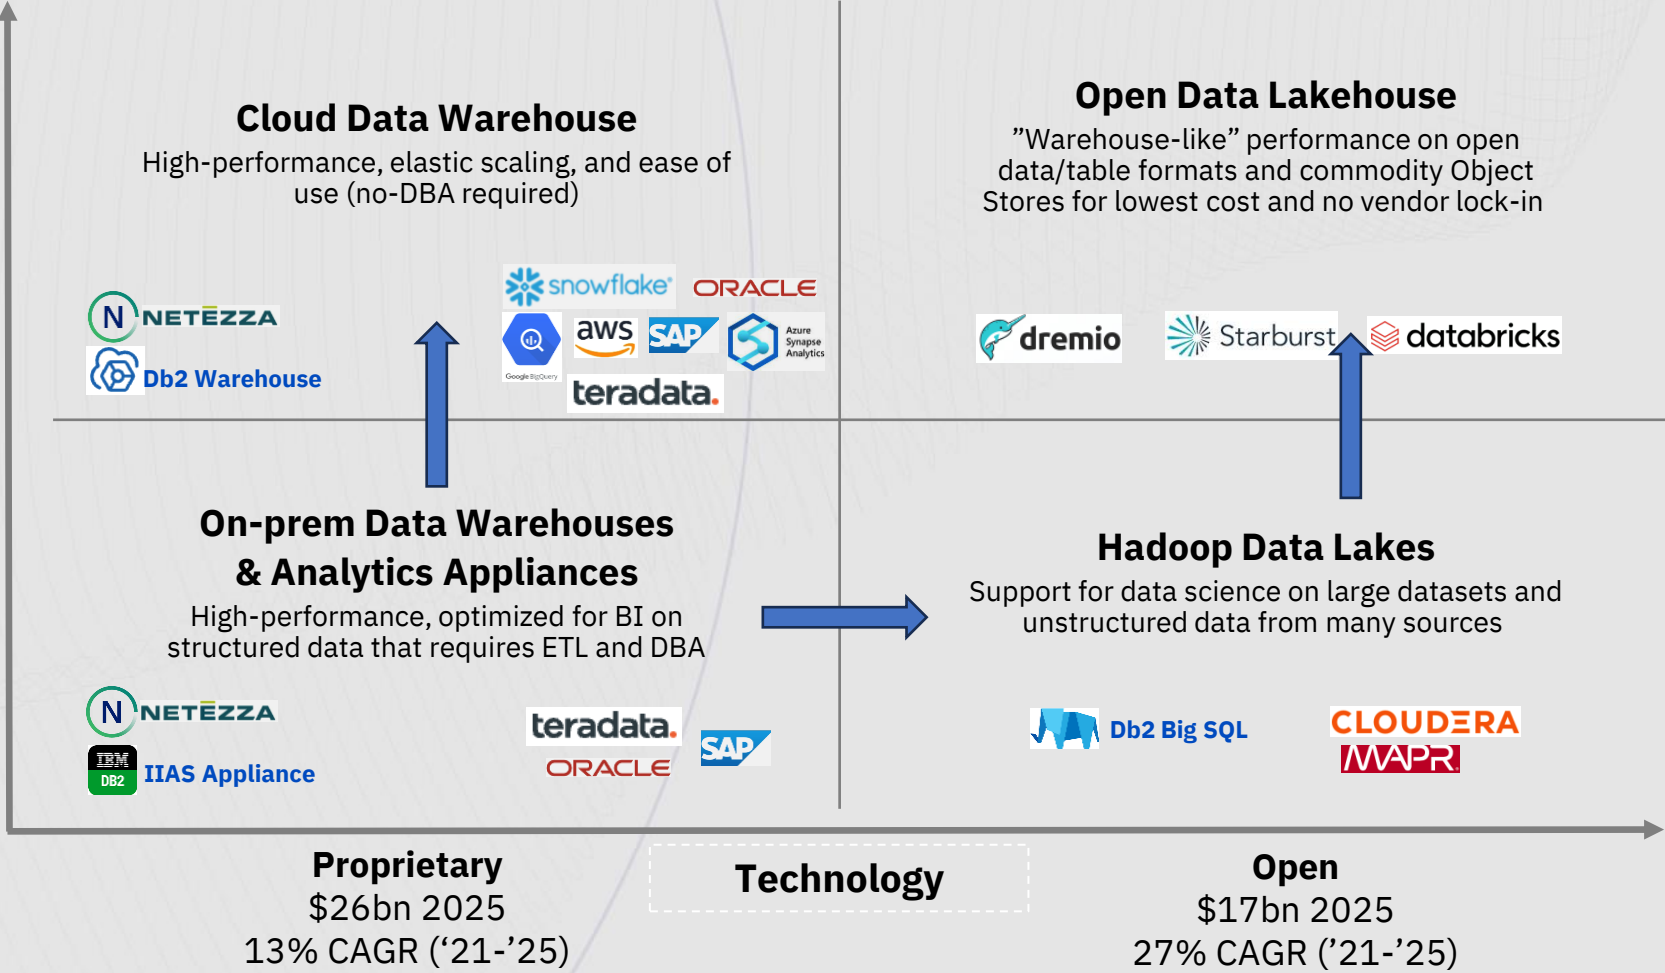 Cloud Data Warehouse
High-performance, elastic scaling, and ease of
use (no-DBA required)
N NETEZZA
Db2 Warehouse
snowflake®
ORACLE
Google BigQuery
aws
SAP
Azure
Synapse
Analytics
teradata.
Open Data Lakehouse
”Warehouse-like” performance on open
data/table formats and commodity Object
Stores for lowest cost and no vendor lock-in
dremio
Starburst
databricks
On-prem Data Warehouses
& Analytics Appliances
High-performance, optimized for BI on
structured data that requires ETL and DBA
N NETEZZA
IBM
DB2
IIAS Appliance
teradata.
ORACLE
SAP
Hadoop Data Lakes
Support for data science on large datasets and
unstructured data from many sources
Db2 Big SQL
CLOUDERA
MAPR.
Proprietary
$26bn 2025
13% CAGR (‘21-’25)
Technology
Open
$17bn 2025
27% CAGR (’21-’25)